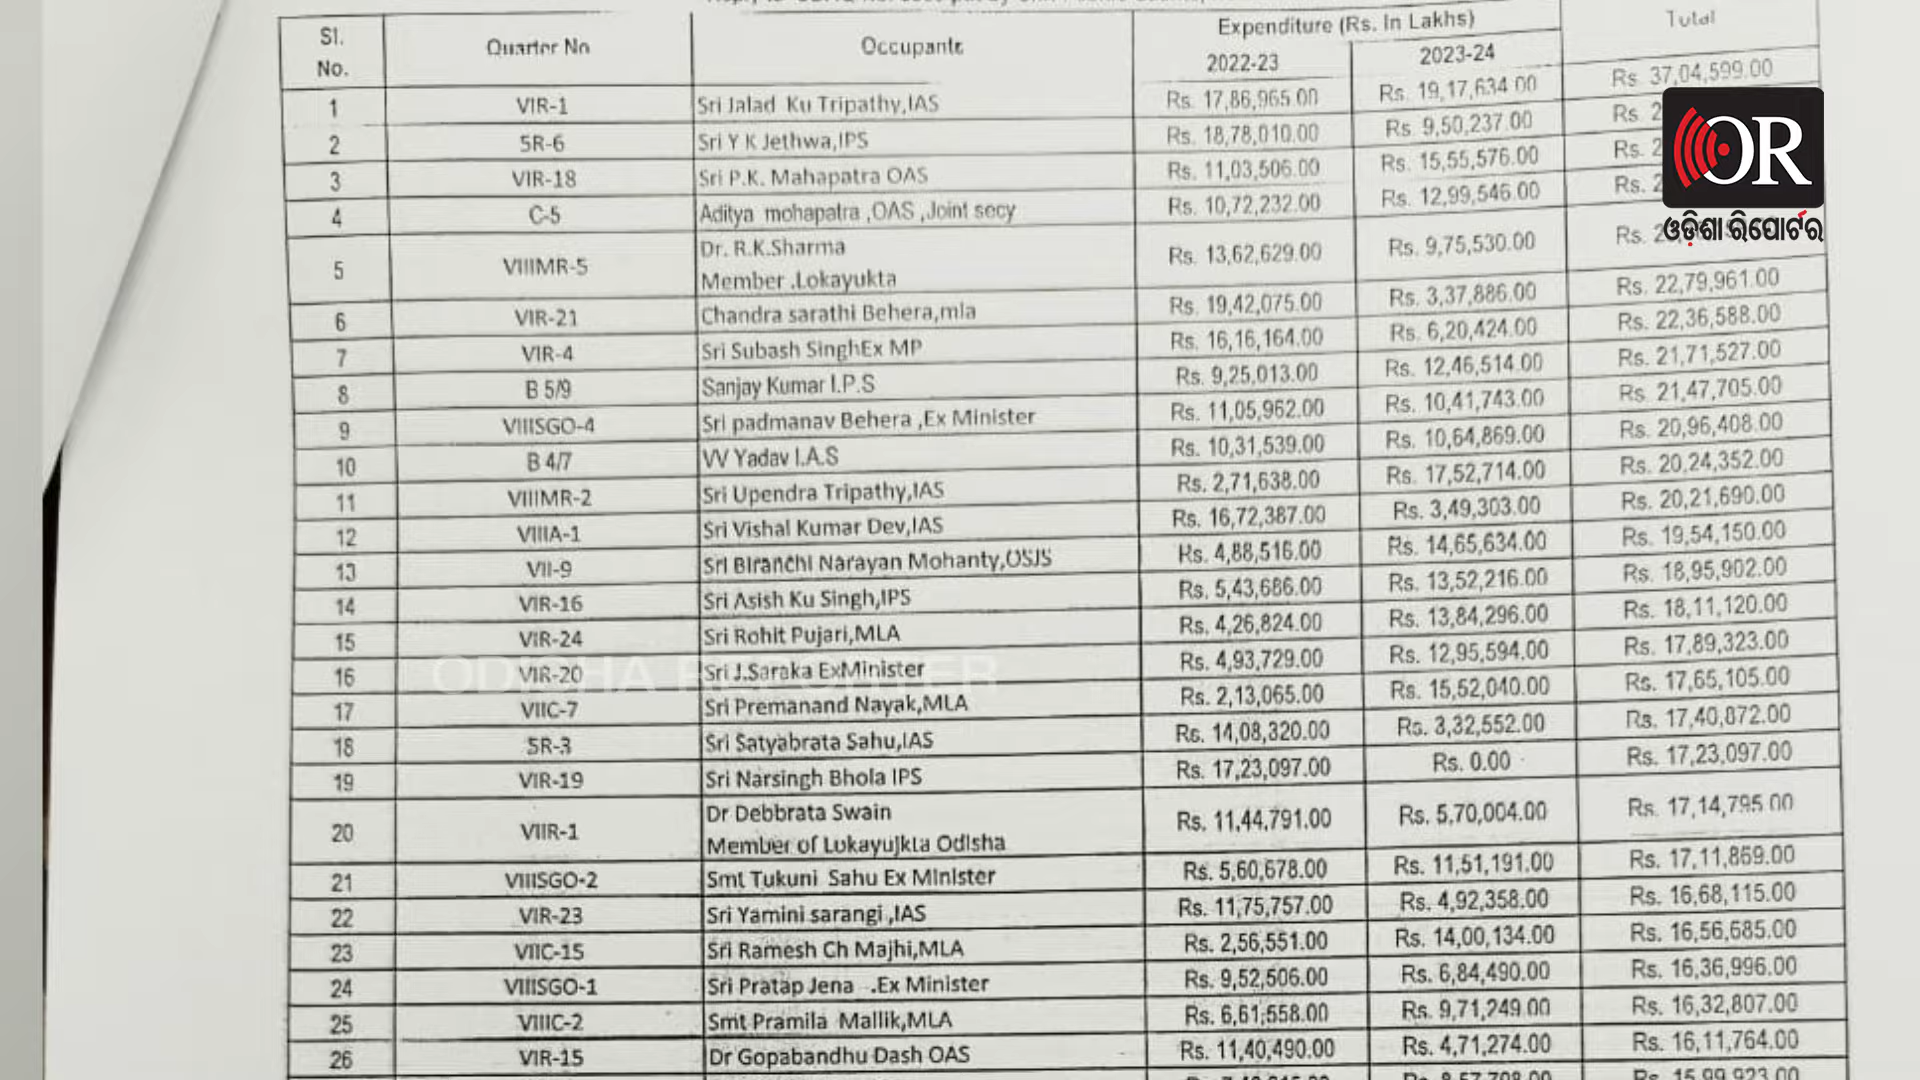 Expenditure (Rs. In Lakhs)
Sl. No. Quarter No Occupants 2022-23 2023-24 Total
1 VIR-1 Sri Jalad Ku Tripathy,IAS Rs. 17,86,965.00 Rs. 19,17,634.00 Rs. 37,04,599.00
2 5R-6 Sri Y K Jethwa,IPS Rs. 18,78,010.00 Rs. 9,50,237.00 Rs. 2
3 VIR-18 Sri P.K. Mahapatra OAS Rs. 11,03,506.00 Rs. 15,55,576.00 Rs. 2
4 C-5 Aditya mohapatra ,OAS ,Joint secy Rs. 10,72,232.00 Rs. 12,99,546.00 Rs. 2
5 VIIIMR-5 Dr. R.K.Sharma Member .Lokayukta Rs. 13,62,629.00 Rs. 9,75,530.00 Rs. 2
6 VIR-21 Chandra sarathi Behera,mla Rs. 19,42,075.00 Rs. 3,37,886.00 Rs. 22,79,961.00
7 VIR-4 Sri Subash SinghEx MP Rs. 16,16,164.00 Rs. 6,20,424.00 Rs. 22,36,588.00
8 B 5/9 Sanjay Kumar I.P.S Rs. 9,25,013.00 Rs. 12,46,514.00 Rs. 21,71,527.00
9 VIIISGO-4 Sri padmanav Behera ,Ex Minister Rs. 11,05,962.00 Rs. 10,41,743.00 Rs. 21,47,705.00
10 B 4/7 VV Yadav I.A.S Rs. 10,31,539.00 Rs. 10,64,869.00 Rs. 20,96,408.00
11 VIIIMR-2 Sri Upendra Tripathy,IAS Rs. 2,71,638.00 Rs. 17,52,714.00 Rs. 20,24,352.00
12 VIIIA-1 Sri Vishal Kumar Dev,IAS Rs. 16,72,387.00 Rs. 3,49,303.00 Rs. 20,21,690.00
13 VII-9 Sri Biranchi Narayan Mohanty,OSJS Rs. 4,88,516.00 Rs. 14,65,634.00 Rs. 19,54,150.00
14 VIR-16 Sri Asish Ku Singh,IPS Rs. 5,43,686.00 Rs. 13,52,216.00 Rs. 18,95,902.00
15 VIR-24 Sri Rohit Pujari,MLA Rs. 4,26,824.00 Rs. 13,84,296.00 Rs. 18,11,120.00
16 VIR-20 Sri J.Saraka ExMinister Rs. 4,93,729.00 Rs. 12,95,594.00 Rs. 17,89,323.00
17 VIIC-7 Sri Premanand Nayak,MLA Rs. 2,13,065.00 Rs. 15,52,040.00 Rs. 17,65,105.00
18 5R-3 Sri Satyabrata Sahu,IAS Rs. 14,08,320.00 Rs. 3,32,552.00 Rs. 17,40,872.00
19 VIR-19 Sri Narsingh Bhola IPS Rs. 17,23,097.00 Rs. 0.00 Rs. 17,23,097.00
20 VIIR-1 Dr Debbrata Swain Member of Lokayujkta Odisha Rs. 11,44,791.00 Rs. 5,70,004.00 Rs. 17,14,795.00
21 VIIISGO-2 Smt Tukuni Sahu Ex Minister Rs. 5,60,678.00 Rs. 11,51,191.00 Rs. 17,11,869.00
22 VIR-23 Sri Yamini sarangi ,IAS Rs. 11,75,757.00 Rs. 4,92,358.00 Rs. 16,68,115.00
23 VIIC-15 Sri Ramesh Ch Majhi,MLA Rs. 2,56,551.00 Rs. 14,00,134.00 Rs. 16,56,685.00
24 VIIISGO-1 Sri Pratap Jena .Ex Minister Rs. 9,52,506.00 Rs. 6,84,490.00 Rs. 16,36,996.00
25 VIIIC-2 Smt Pramila Mallik,MLA Rs. 6,61,558.00 Rs. 9,71,249.00 Rs. 16,32,807.00
26 VIR-15 Dr Gopabandhu Dash OAS Rs. 11,40,490.00 Rs. 4,71,274.00 Rs. 16,11,764.00
OR
ଓଡ଼ିଶା ରିପୋର୍ଟର
ODISHA REPORTER